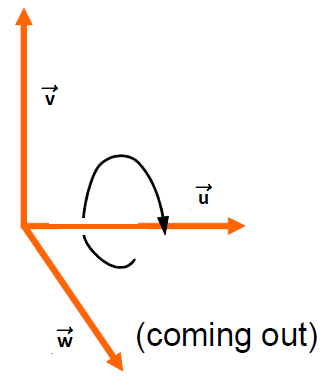 v⃗
u⃗
w⃗
(coming out)